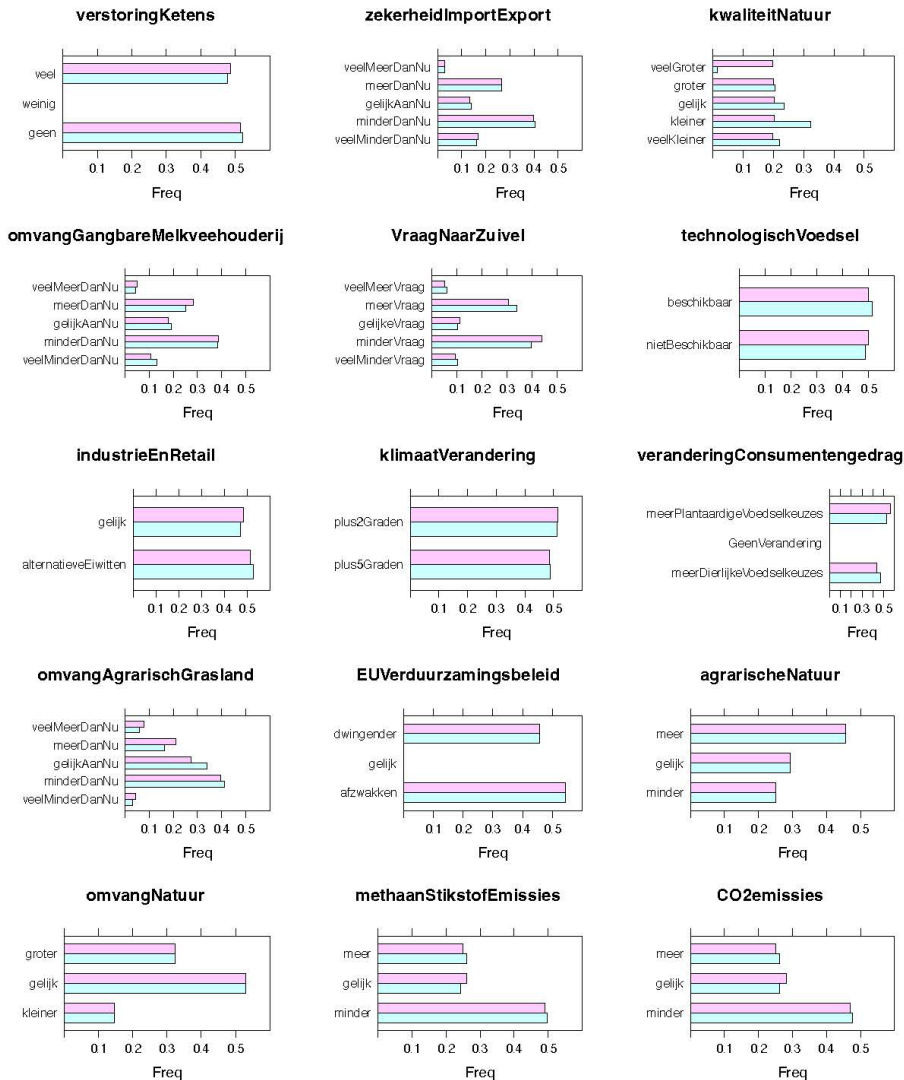 verstoringKetens
veel
weinig
geen
0.1 0.2 0.3 0.4 0.5
Freq
zekerheidImportExport
veelMeerDanNu
meerDanNu
gelijkAanNu
minderDanNu
veelMinderDanNu
0.1 0.2 0.3 0.4 0.5
Freq
kwaliteitNatuur
veelGroter
groter
gelijk
kleiner
veelKleiner
0.1 0.2 0.3 0.4 0.5
Freq
omvangGangbareMelkveehouderij
veelMeerDanNu
meerDanNu
gelijkAanNu
minderDanNu
veelMinderDanNu
0.1 0.2 0.3 0.4 0.5
Freq
VraagNaarZuivel
veelMeerVraag
meerVraag
gelijkeVraag
minderVraag
veelMinderVraag
0.1 0.2 0.3 0.4 0.5
Freq
technologischVoedsel
beschikbaar
nietBeschikbaar
0.1 0.2 0.3 0.4 0.5
Freq
industrieEnRetail
gelijk
alternatieveEiwitten
0.1 0.2 0.3 0.4 0.5
Freq
klimaatVerandering
plus2Graden
plus5Graden
0.1 0.2 0.3 0.4 0.5
Freq
veranderingConsumentengedrag
meerPlantaardigeVoedselkeuzes
GeenVerandering
meerDierlijkeVoedselkeuzes
0.1 0.3 0.5
Freq
omvangAgrarischGrasland
veelMeerDanNu
meerDanNu
gelijkAanNu
minderDanNu
veelMinderDanNu
0.1 0.2 0.3 0.4 0.5
Freq
EUVerduurzamingsbeleid
dwingender
gelijk
afzwakken
0.1 0.2 0.3 0.4 0.5
Freq
agrarischeNatuur
meer
gelijk
minder
0.1 0.2 0.3 0.4 0.5
Freq
omvangNatuur
groter
gelijk
kleiner
0.1 0.2 0.3 0.4 0.5
Freq
methaanStikstofEmissies
meer
gelijk
minder
0.1 0.2 0.3 0.4 0.5
Freq
CO2emissies
meer
gelijk
minder
0.1 0.2 0.3 0.4 0.5
Freq